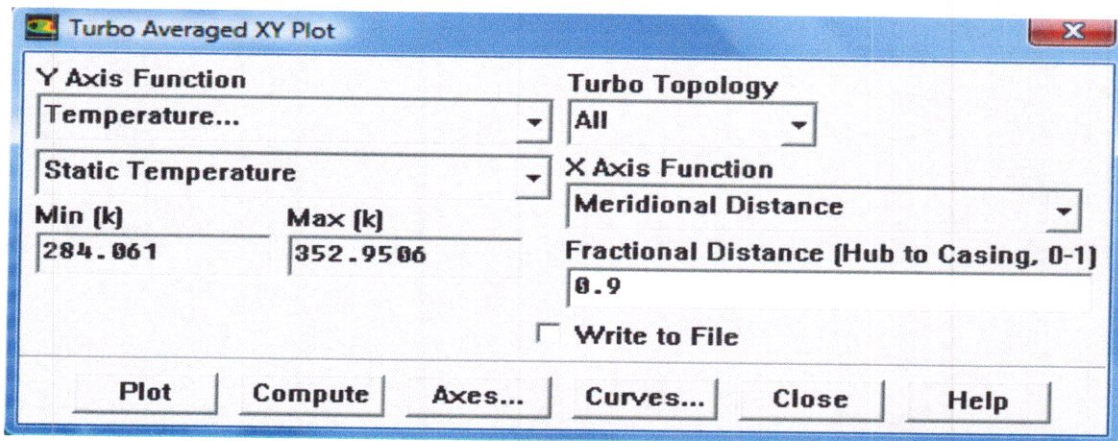 Turbo Averaged XY Plot
Y Axis Function
Temperature...
Static Temperature
Min (k)
Max (k)
284.061
352.9506
Turbo Topology
All
X Axis Function
Meridional Distance
Fractional Distance (Hub to Casing, 0-1)
0.9
Write to File
Plot
Compute
Axes...
Curves...
Close
Help